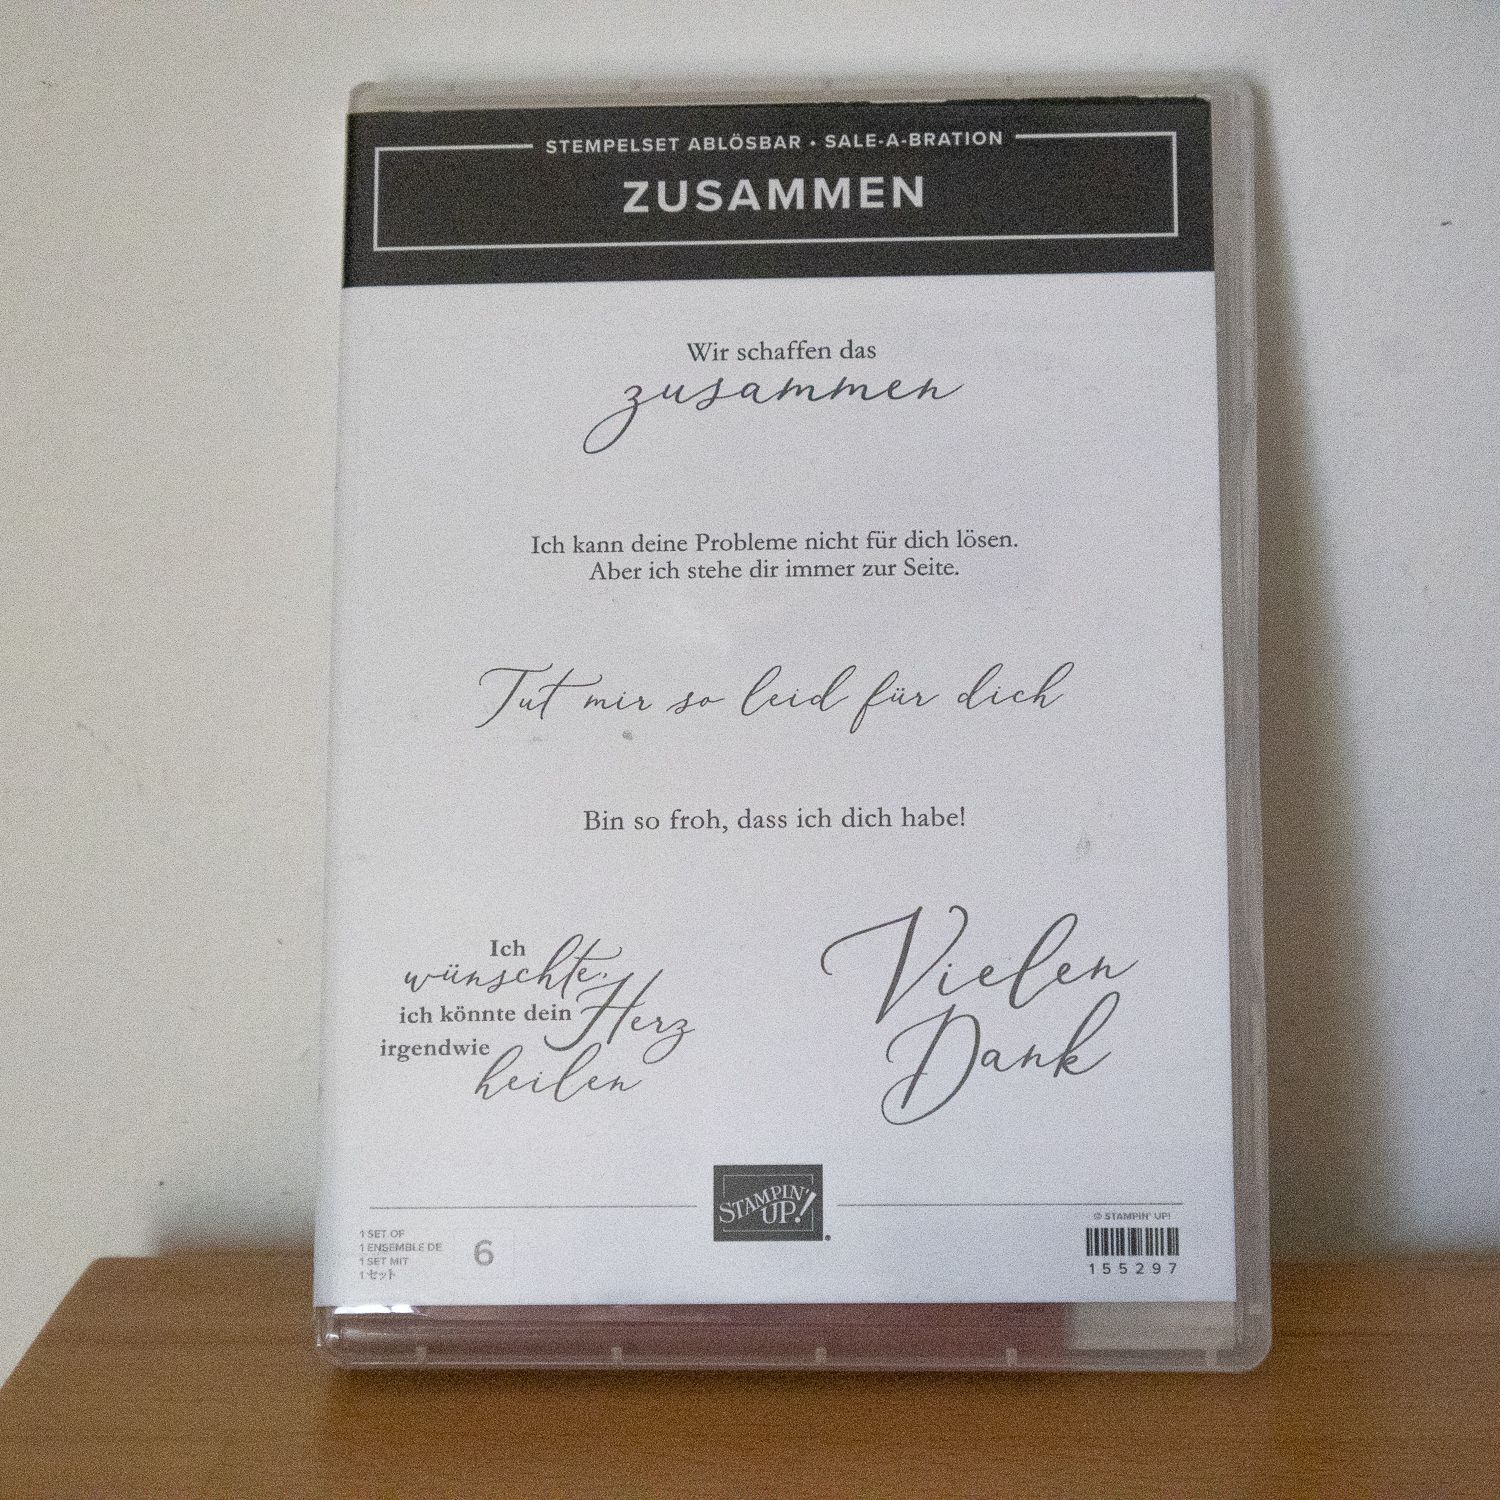 STEMPELSET ABLÖSBAR • SALE-A-BRATION
ZUSAMMEN
Wir schaffen das
zusammen
Ich kann deine Probleme nicht für dich lösen.
Aber ich stehe dir immer zur Seite.
Tut mir so leid für dich
Bin so froh, dass ich dich habe!
Ich
wünschte,
ich könnte dein Herz
irgendwie
heilen
Vielen
Dank
STAMPIN'
UP!
®
1 SET OF
1 ENSEMBLE DE
1 SET MIT
1 セット
6
© STAMPIN' UP!
155297